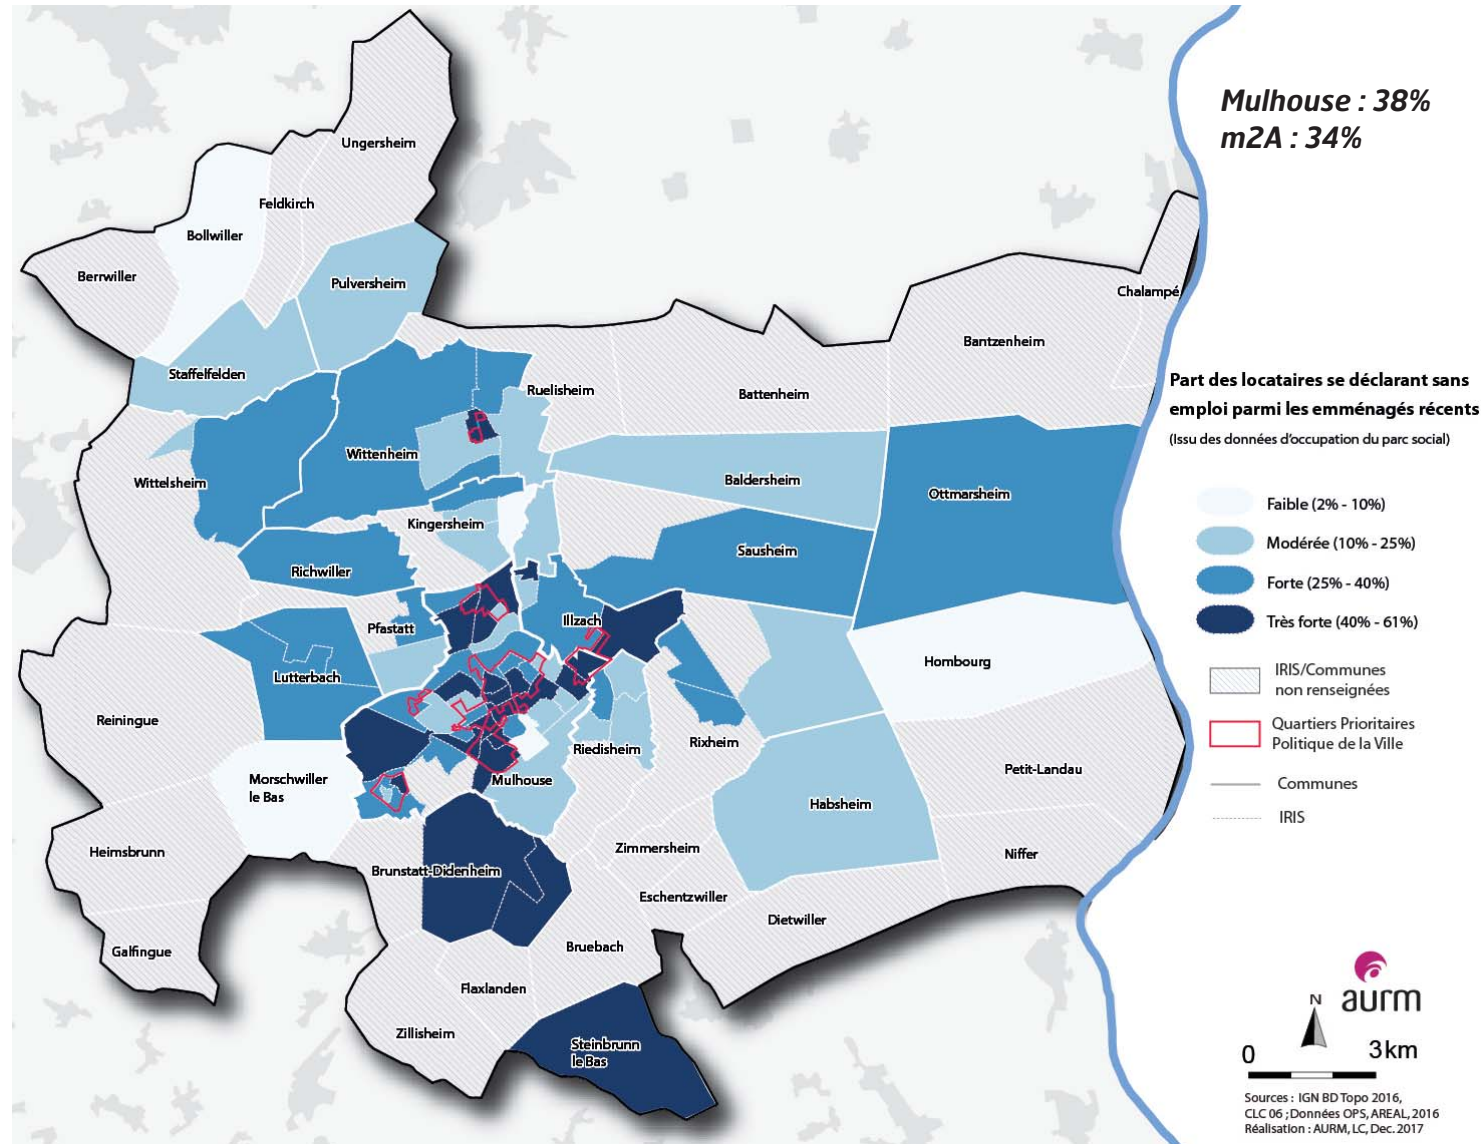 Mulhouse : 38%
m2A : 34%
Ungersheim
Feldkirch
Bollwiller
Berrwiller
Pulversheim
Chalampé
Bantzenheim
Staffelfelden
Ruelisheim
Battenheim
Part des locataires se déclarant sans
emploi parmi les emménagés récents
(Issu des données d'occupation du parc social)
Wittenheim
Wittelsheim
Baldersheim
Ottmarsheim
Faible (2% - 10%)
Kingersheim
Sausheim
Modérée (10% - 25%)
Richwiller
Forte (25% - 40%)
Pfastatt
Illzach
Très forte (40% - 61%)
Lutterbach
Hombourg
IRIS/Communes
non renseignées
Reiningue
Quartiers Prioritaires
Politique de la Ville
Riedisheim
Rixheim
Petit-Landau
Morschwiller
le Bas
Mulhouse
Communes
Habsheim
IRIS
Heimsbrunn
Zimmersheim
Niffer
Brunstatt-Didenheim
Eschentzwiller
Dietwiller
Galfingue
Bruebach
Flaxlanden
Zillisheim
Steinbrunn
le Bas
aurm
N
0 3km
Sources : IGN BD Topo 2016,
CLC 06 ; Données OPS, AREAL, 2016
Réalisation : AURM, LC, Dec. 2017